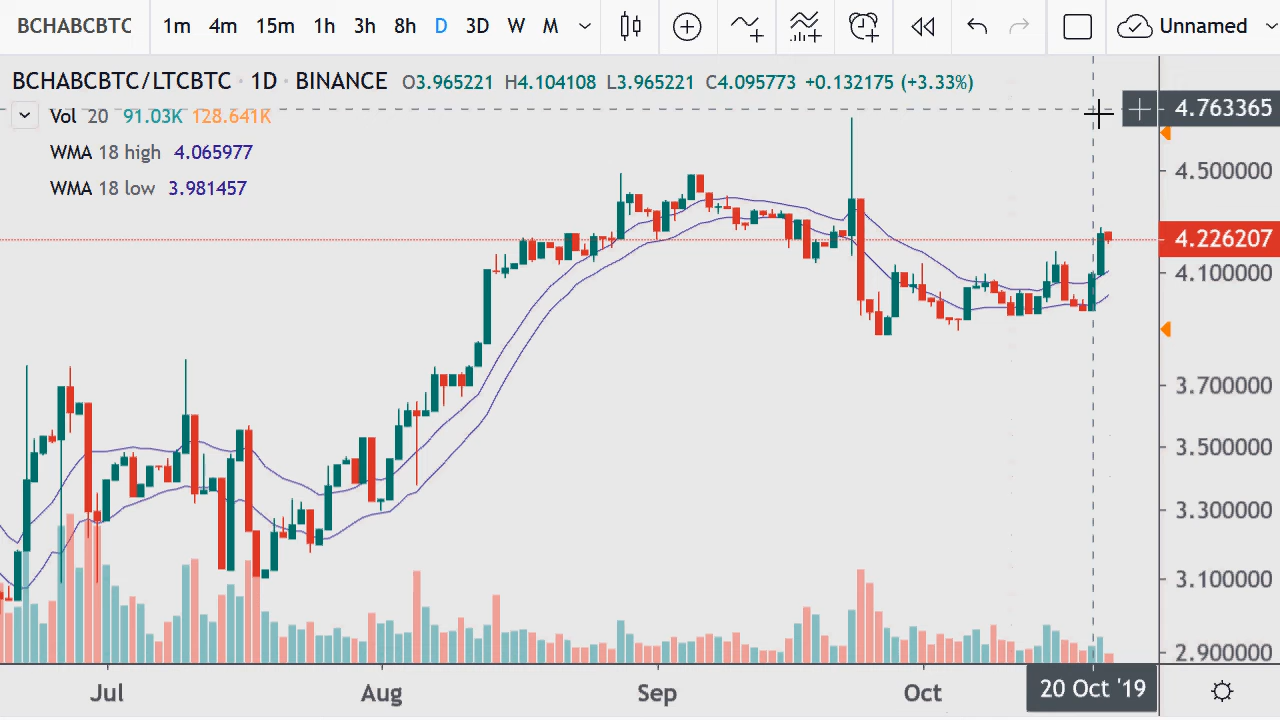 BCHABCBTC 1m 4m 15m 1h 3h 8h D 3D W M Unnamed
BCHABCBTC/LTCBTC · 1D · BINANCE O3.965221 H4.104108 L3.965221 C4.095773 +0.132175 (+3.33%)
Vol 20 91.03K 128.641K
WMA 18 high 4.065977
WMA 18 low 3.981457
4.763365
4.500000
4.226207
4.100000
3.700000
3.500000
3.300000
3.100000
2.900000
Jul Aug Sep Oct 20 Oct '19